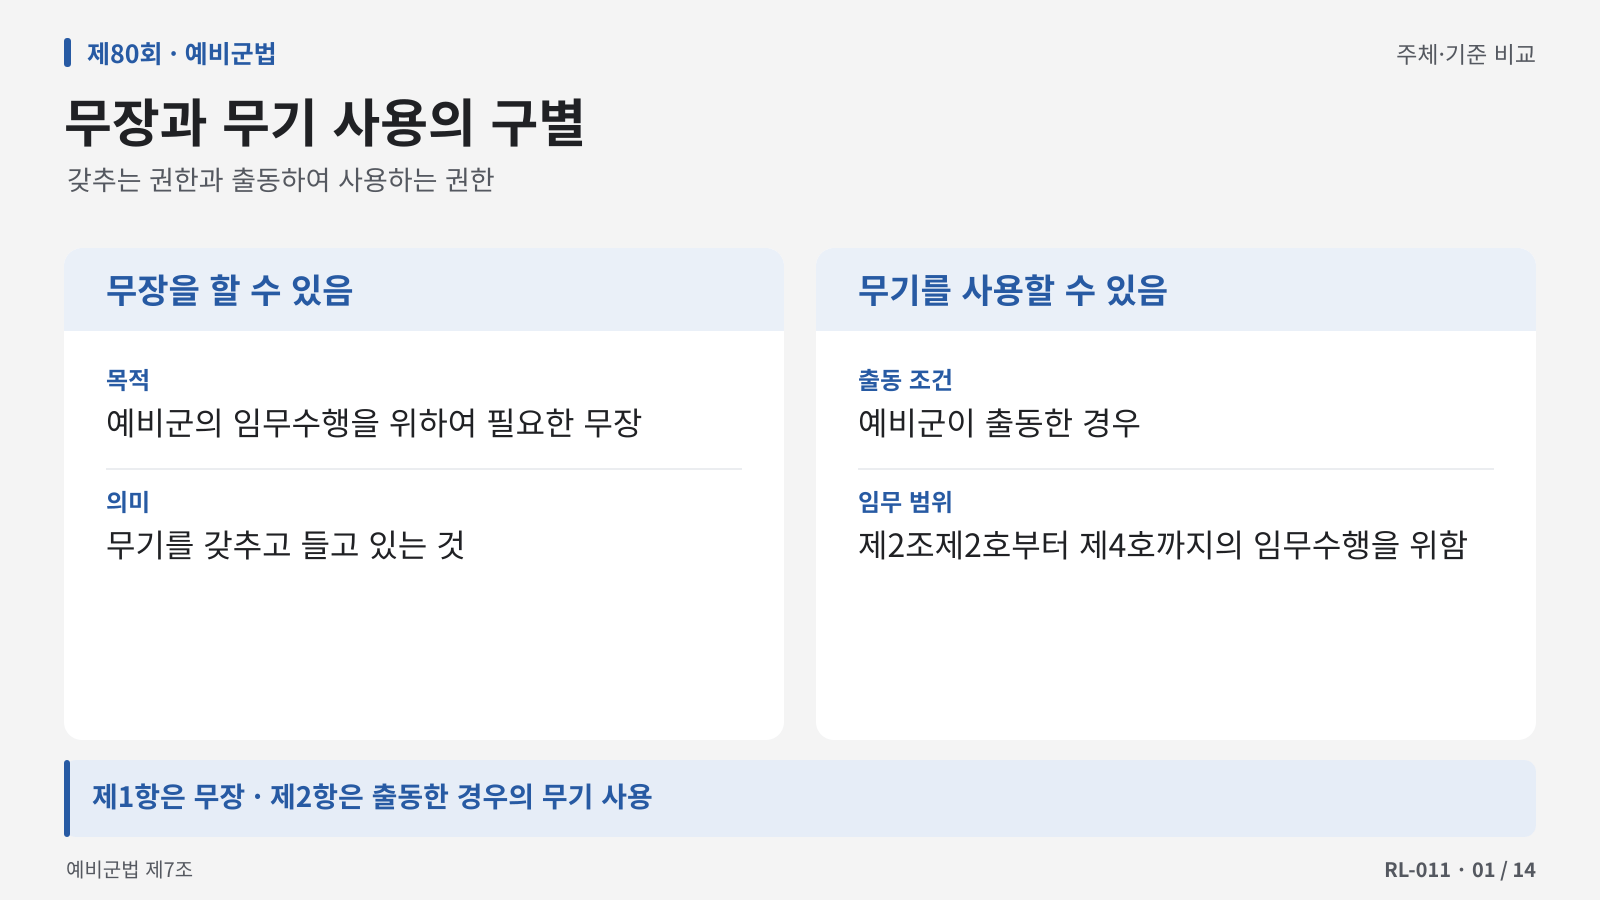 제80회 · 예비군법
주체·기준 비교
무장과 무기 사용의 구별
갖추는 권한과 출동하여 사용하는 권한
무장을 할 수 있음
목적
예비군의 임무수행을 위하여 필요한 무장
의미
무기를 갖추고 들고 있는 것
무기를 사용할 수 있음
출동 조건
예비군이 출동한 경우
임무 범위
제2조제2호부터 제4호까지의 임무수행을 위함
제1항은 무장 · 제2항은 출동한 경우의 무기 사용
예비군법 제7조
RL-011 · 01 / 14